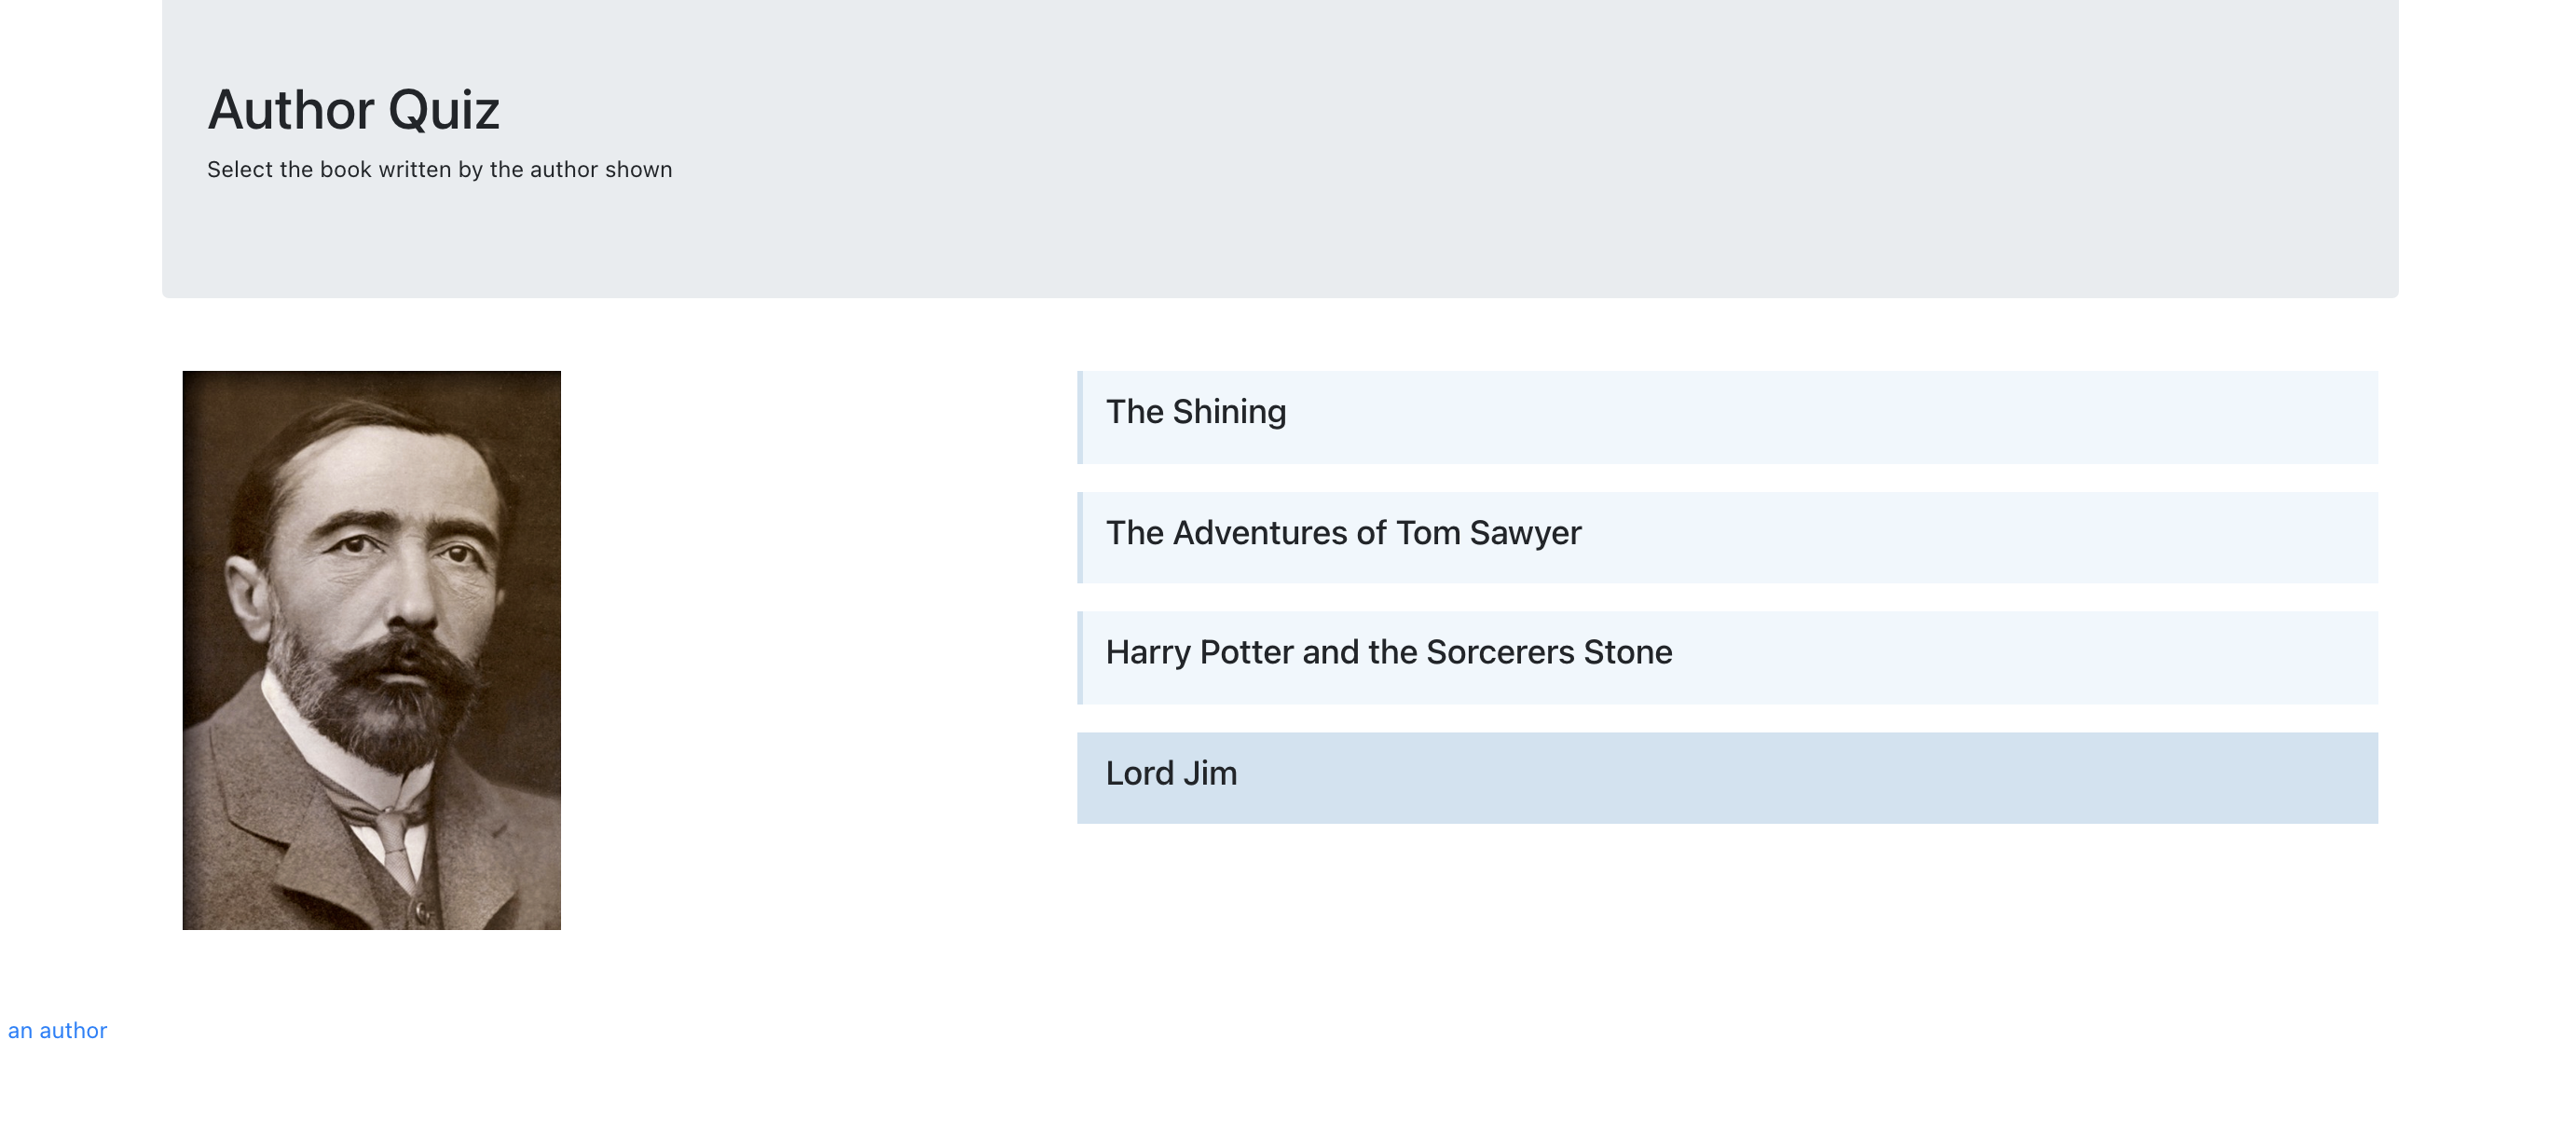 Author Quiz
Select the book written by the author shown
The Shining
The Adventures of Tom Sawyer
Harry Potter and the Sorcerers Stone
Lord Jim
an author